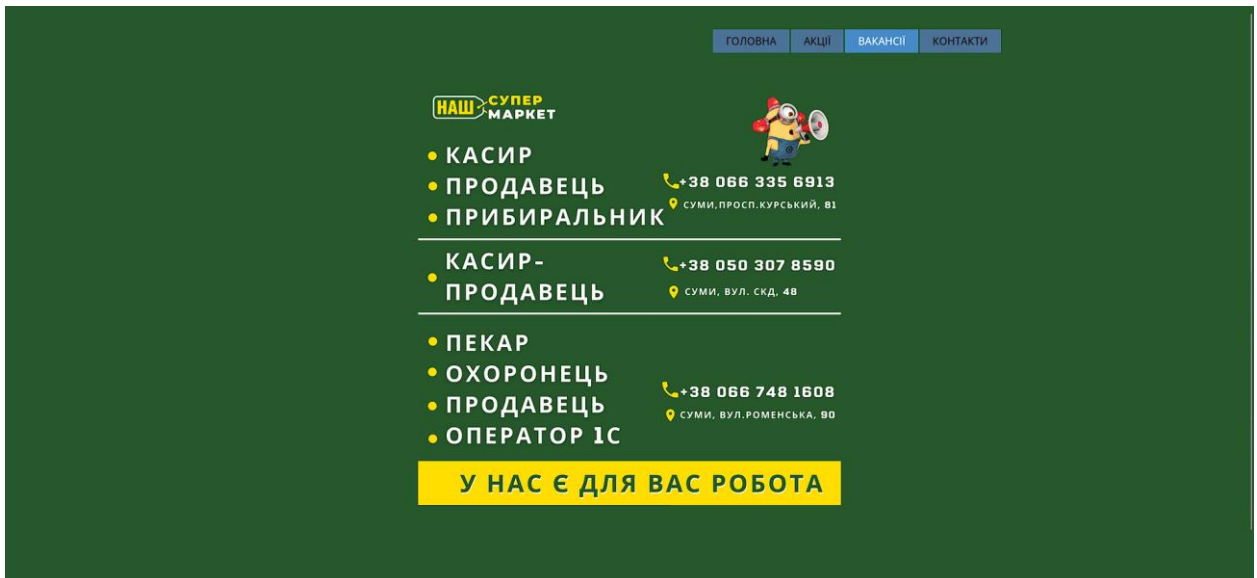 ГОЛОВНА АКЦІЇ ВАКАНСІЇ КОНТАКТИ
НАШ СУПЕР
МАРКЕТ
КАСИР
ПРОДАВЕЦЬ
ПРИБИРАЛЬНИК
+38 066 335 6913
СУМИ,ПРОСП.КУРСЬКИЙ, 81
КАСИР-
ПРОДАВЕЦЬ
+38 050 307 8590
СУМИ, ВУЛ. СКД, 48
ПЕКАР
ОХОРОНЕЦЬ
ПРОДАВЕЦЬ
ОПЕРАТОР 1С
+38 066 748 1608
СУМИ, ВУЛ.РОМЕНСЬКА, 90
У НАС Є ДЛЯ ВАС РОБОТА